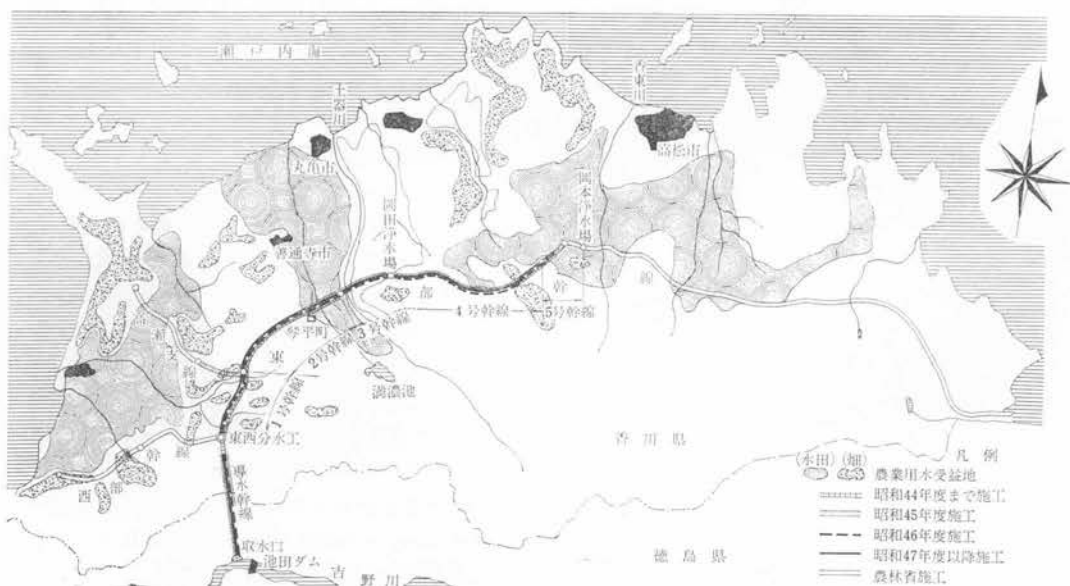 瀬戸内海
土器川
香東川
丸亀市
高松市
岡田浄水場
岡本浄水場
善通寺市
幹
線
部
4号幹線
5号幹線
琴平町
3号幹線
2号幹線
東
満濃池
1号幹線
線
東西分水工
香川県
幹線
西部
導水幹線
取水口
池田ダム
吉野川
徳島県
凡例
(水田)(畑)
農業用水受益地
昭和44年度まで施工
昭和45年度施工
昭和46年度施工
昭和47年度以降施工
農林省施工